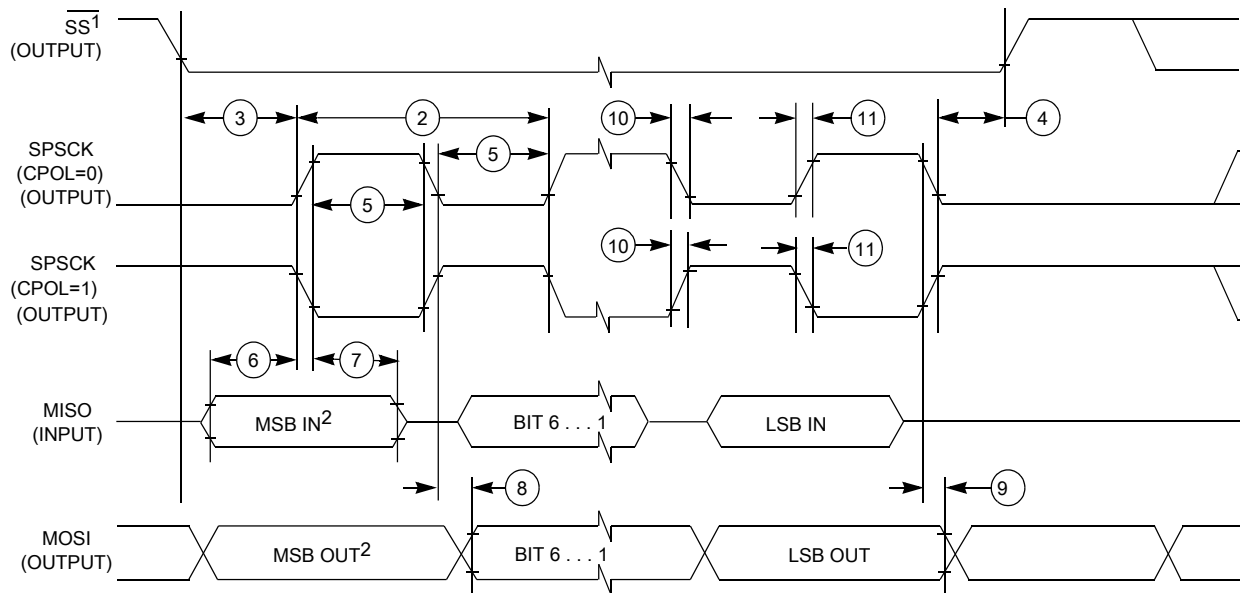 SS¹
(OUTPUT)
3
2
10
11
4
SPSCK
(CPOL=0)
(OUTPUT)
5
5
SPSCK
(CPOL=1)
(OUTPUT)
10
11
6
7
MISO
(INPUT)
MSB IN²
BIT 6 . . . 1
LSB IN
8
9
MOSI
(OUTPUT)
MSB OUT²
BIT 6 . . . 1
LSB OUT